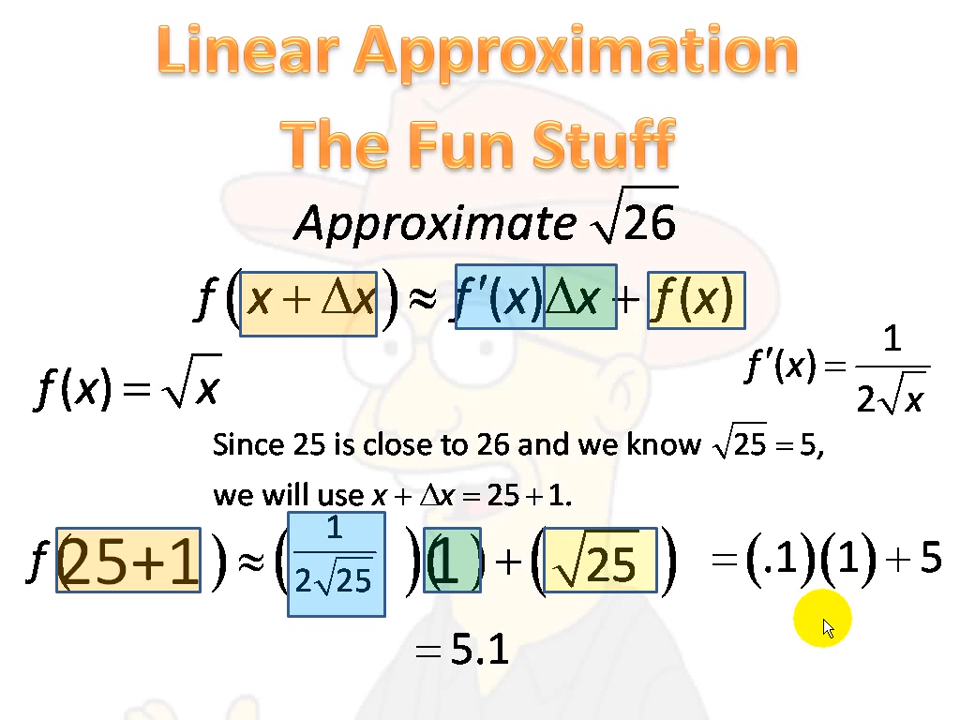 Linear Approximation
The Fun Stuff
Approximate √26
f(x + Δx) ≈ f′(x)Δx + f(x)
f(x) = √x
f′(x) = 1/(2√x)
Since 25 is close to 26 and we know √25 = 5,
we will use x + Δx = 25 + 1.
f(25+1) ≈ (1/(2√25))(1) + (√25) = (.1)(1) + 5
= 5.1